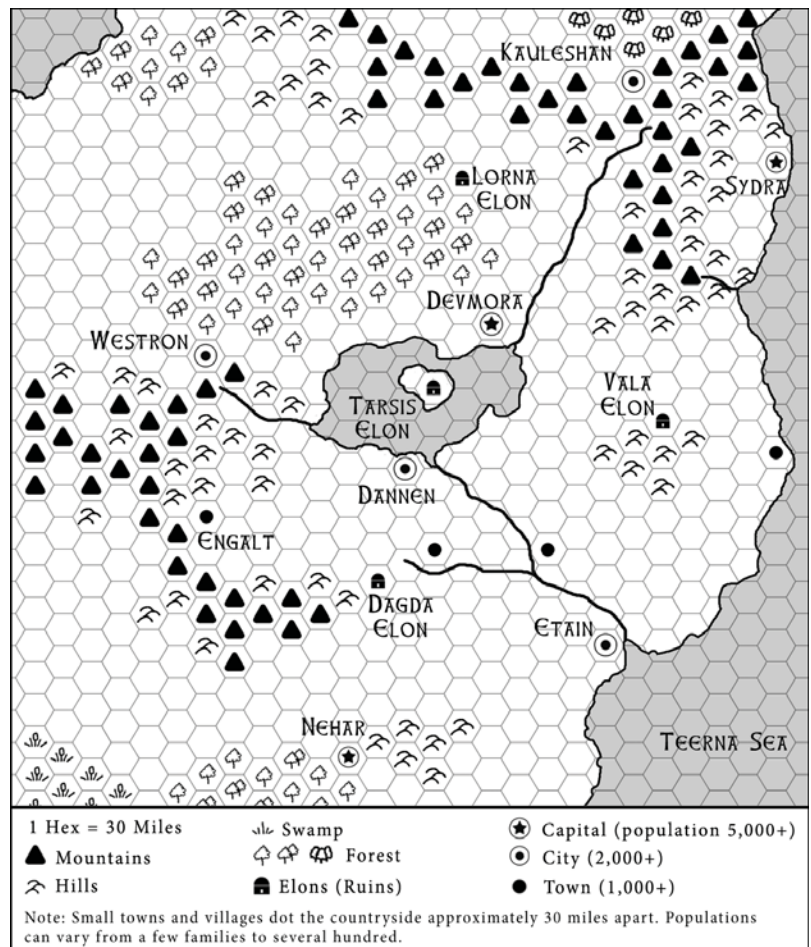 KAULESHAN
LORNA
ELON
SYDRA
DEVMORA
WESTRON
VALA
ELON
TARSIS
ELON
DANNEN
ENGALT
DAGDA
ELON
ETAIN
NEHAR
TEERNA SEA
1 Hex = 30 Miles
Mountains
Hills
Swamp
Forest
Elons (Ruins)
Capital (population 5,000+)
City (2,000+)
Town (1,000+)
Note: Small towns and villages dot the countryside approximately 30 miles apart. Populations
can vary from a few families to several hundred.